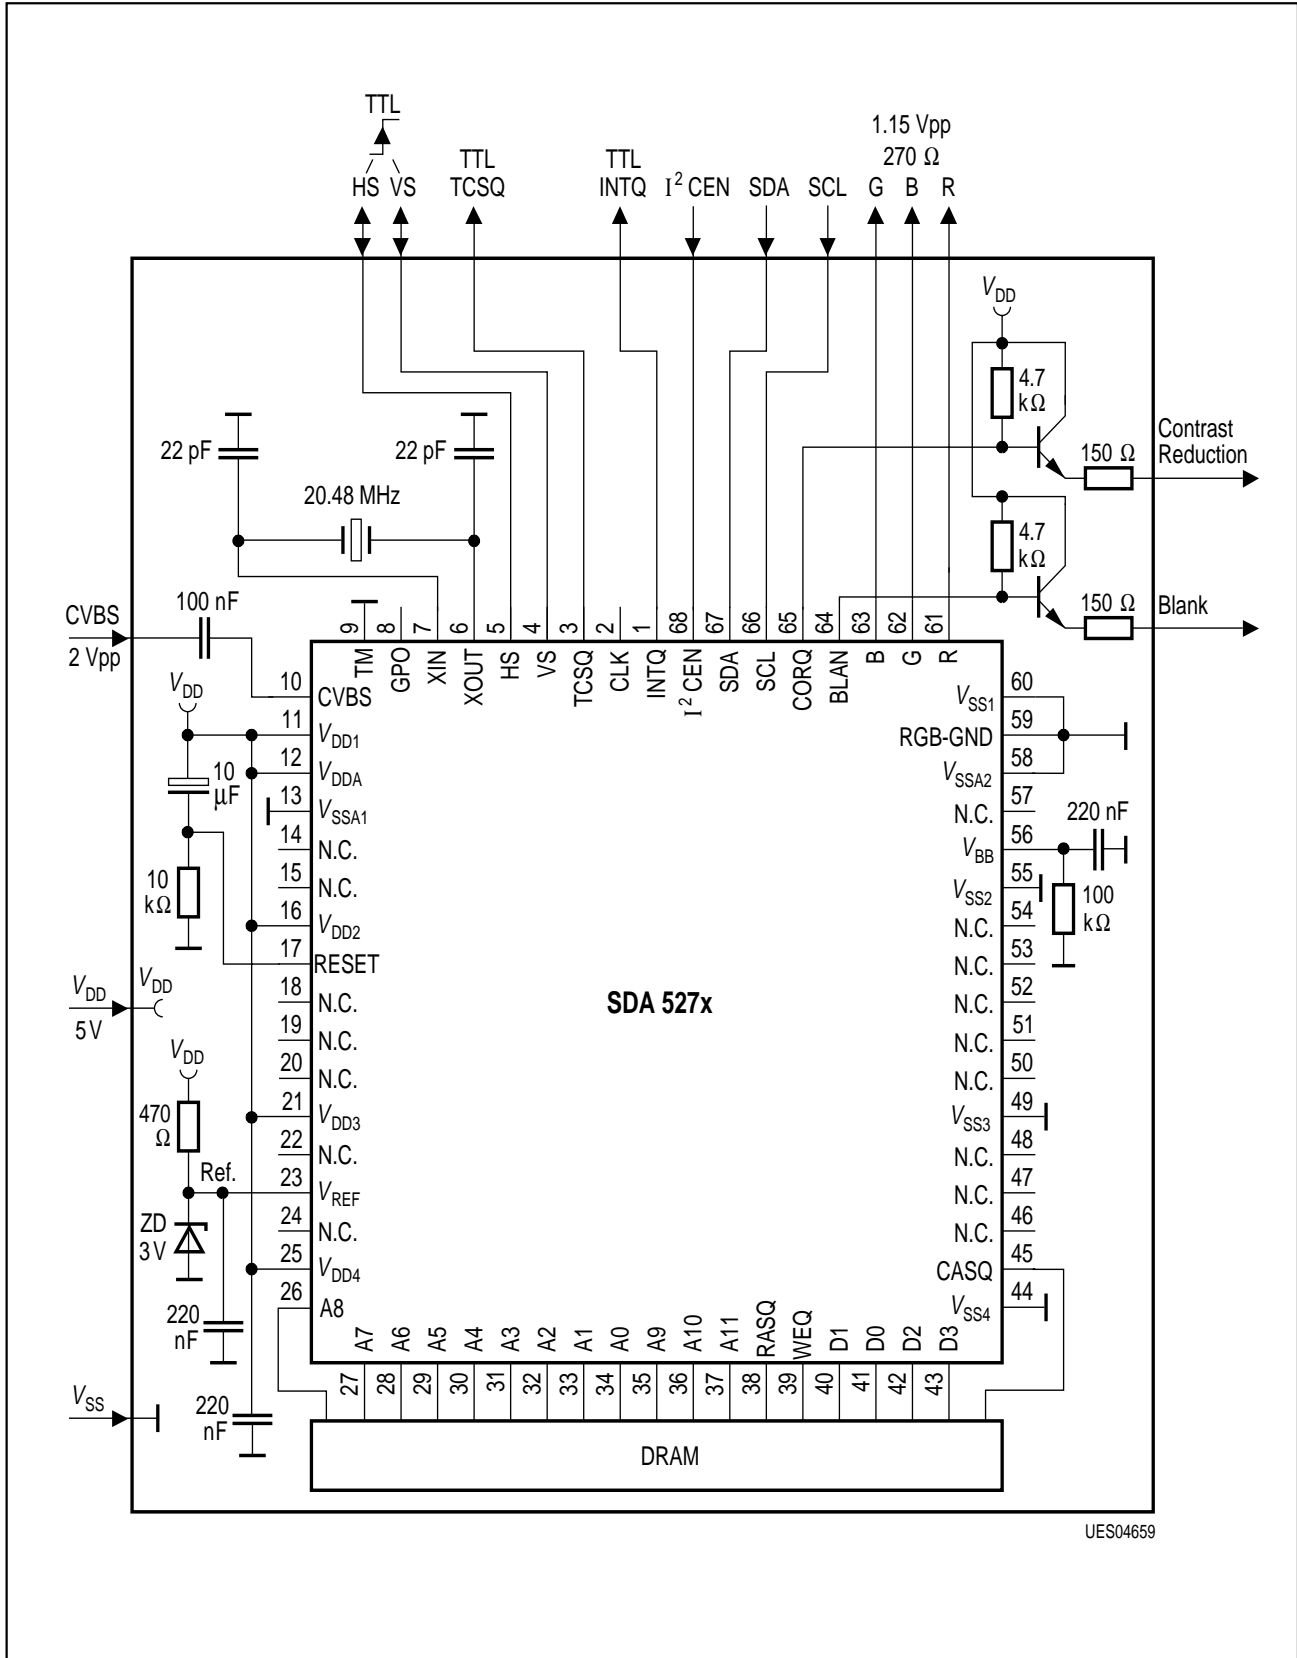 TTL
HS VS
TTL
TCSQ
TTL
INTQ
I² CEN
SDA
SCL
1.15 Vpp
270 Ω
G B R
VDD
4.7
kΩ
150 Ω
Contrast
Reduction
4.7
kΩ
150 Ω
Blank
22 pF
22 pF
20.48 MHz
CVBS
2 Vpp
100 nF
9 8 7 6 5 4 3 2 1 68 67 66 65 64 63 62 61
TM GPO XIN XOUT HS VS TCSQ CLK INTQ I² CEN SDA SCL CORQ BLAN B G R
VDD
10
µF
10
kΩ
VDD
5 V
VDD
VDD
470
Ω
Ref.
ZD
3 V
220
nF
220
nF
VSS
10 CVBS
11 VDD1
12 VDDA
13 VSSA1
14 N.C.
15 N.C.
16 VDD2
17 RESET
18 N.C.
19 N.C.
20 N.C.
21 VDD3
22 N.C.
23 VREF
24 N.C.
25 VDD4
26 A8
SDA 527x
VSS1 60
RGB-GND 59
VSSA2 58
N.C. 57
VBB 56
VSS2 55
N.C. 54
N.C. 53
N.C. 52
N.C. 51
N.C. 50
VSS3 49
N.C. 48
N.C. 47
N.C. 46
CASQ 45
VSS4 44
220 nF
100
kΩ
A7 A6 A5 A4 A3 A2 A1 A0 A9 A10 A11 RASQ WEQ D1 D0 D2 D3
27 28 29 30 31 32 33 34 35 36 37 38 39 40 41 42 43
DRAM
UES04659